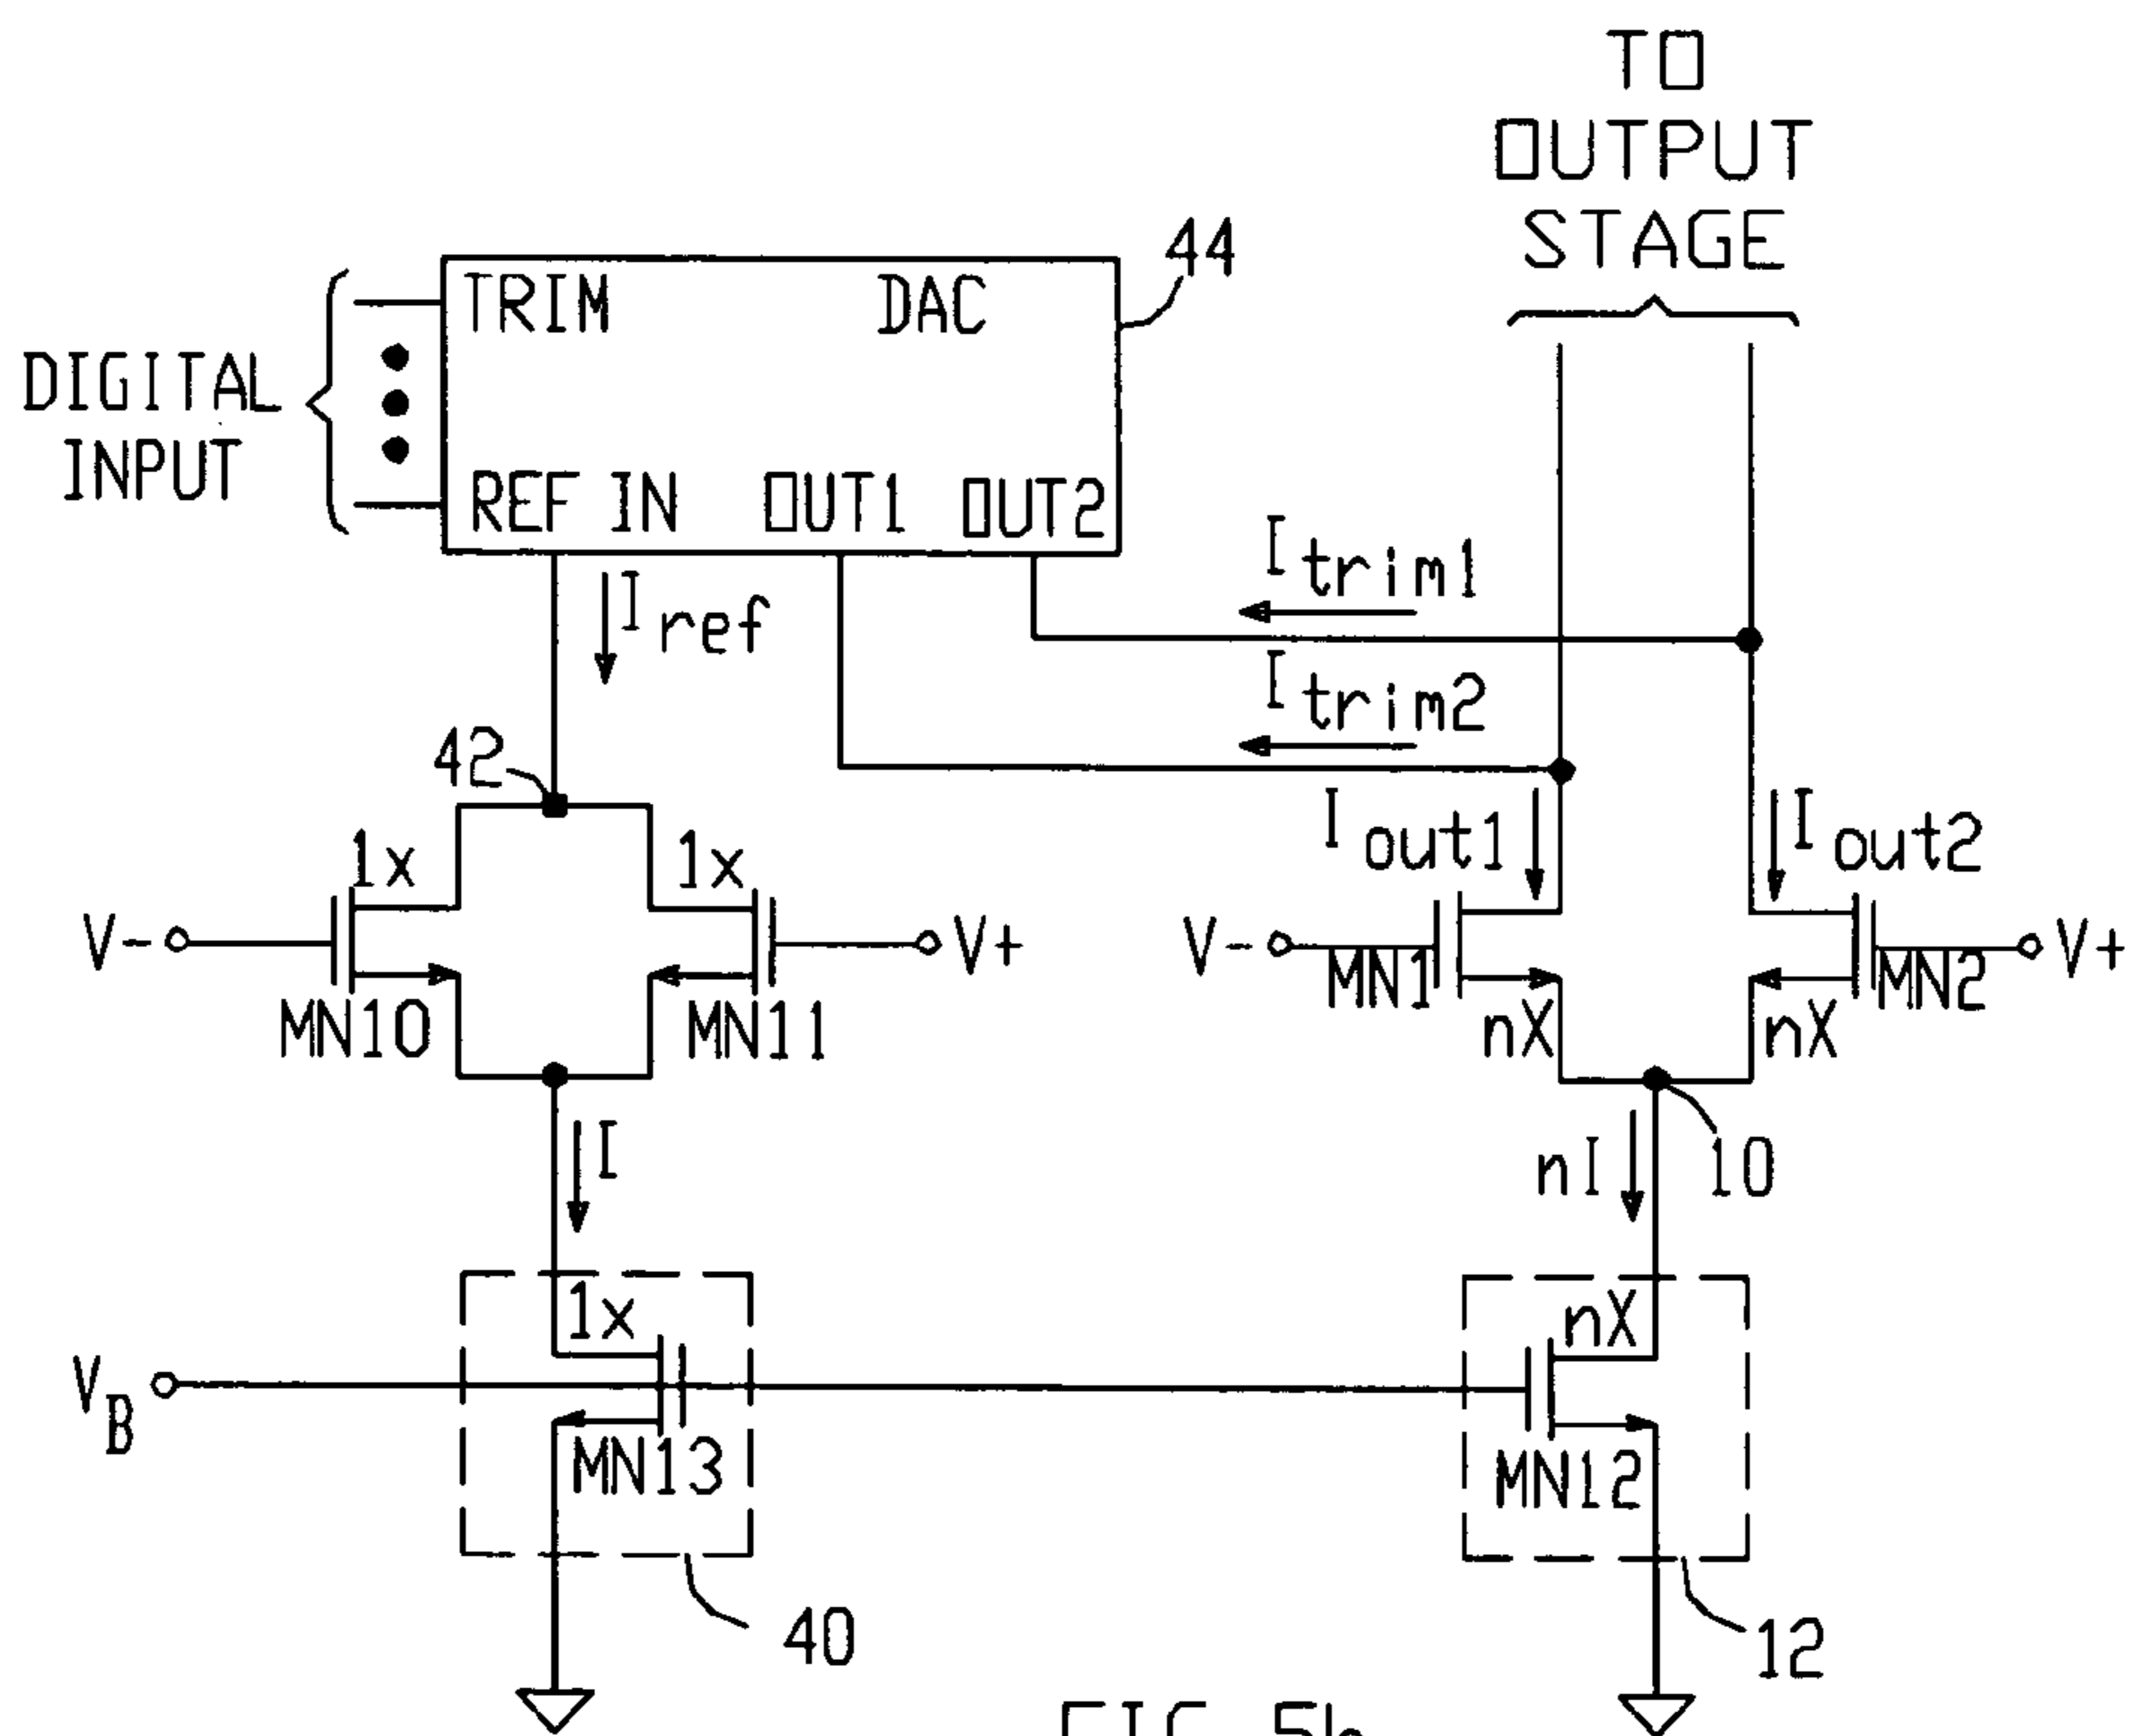 TO
OUTPUT
STAGE
44
TRIM DAC
DIGITAL
INPUT
REF IN OUT1 OUT2
Itrim1
Iref
Itrim2
42
Iout1 Iout2
1x 1x
V- V+ V- V+
MN1 MN2
MN10 MN11
nX nX
I
nI 10
1x nX
VB
MN13 MN12
40 12